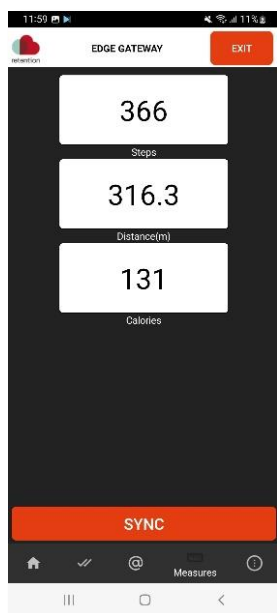 11:59
11%
retention
EDGE GATEWAY
EXIT
366
Steps
316.3
Distance(m)
131
Calories
SYNC
@
Measures